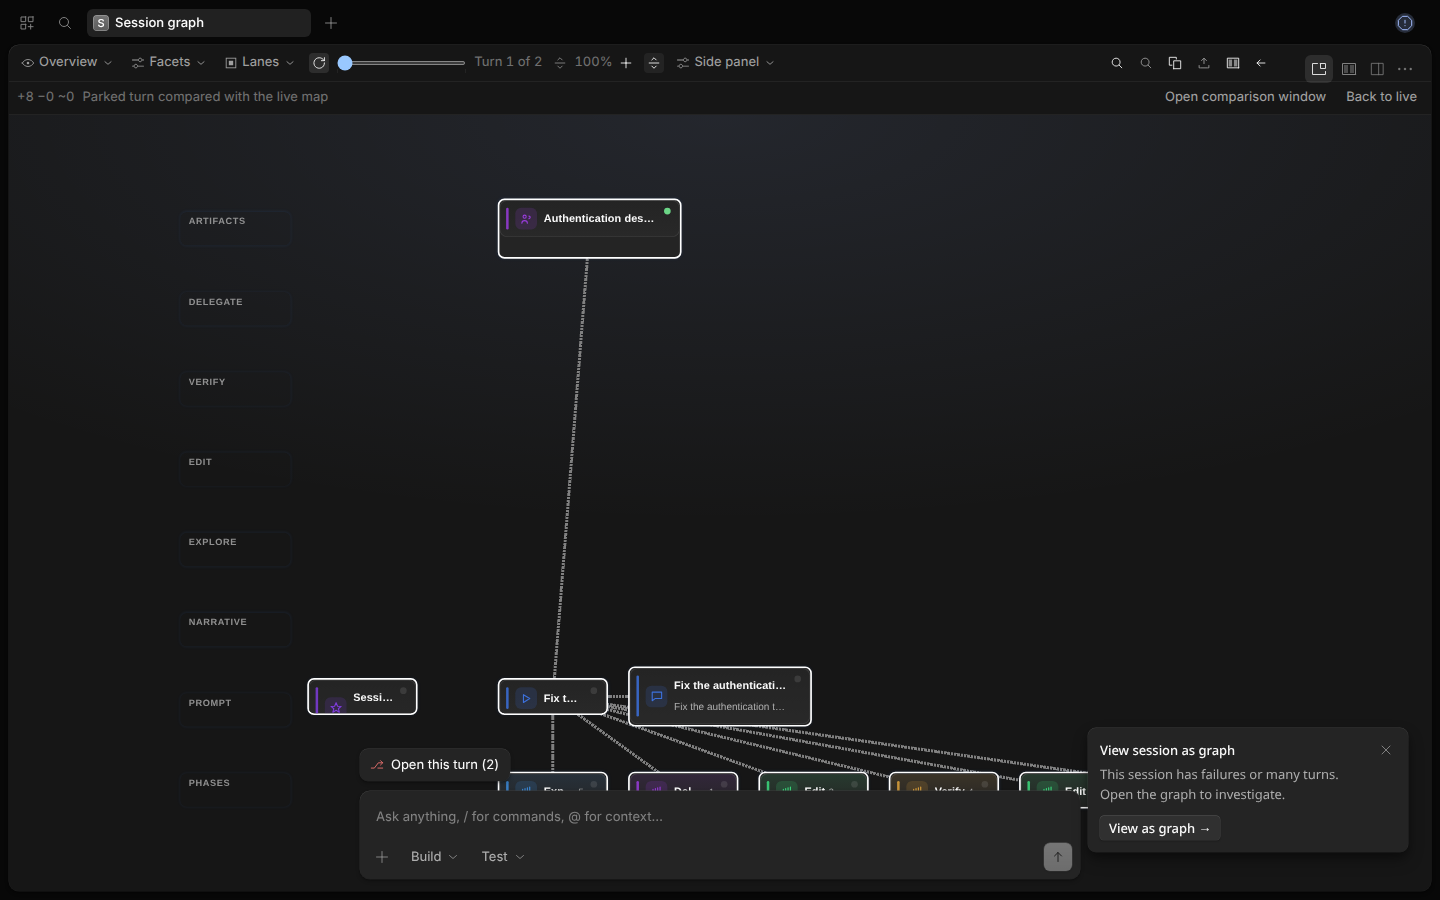 S Session graph
Overview Facets Lanes Turn 1 of 2 100% Side panel
+8 −0 ~0 Parked turn compared with the live map
Open comparison window Back to live
ARTIFACTS
Authentication des…
DELEGATE
VERIFY
EDIT
EXPLORE
NARRATIVE
PROMPT
Sessi…
Fix t…
Fix the authenticati…
Fix the authentication t…
PHASES
Open this turn (2)
Edit
Verify
Edit
View session as graph
This session has failures or many turns.
Open the graph to investigate.
View as graph →
Ask anything, / for commands, @ for context...
Build Test